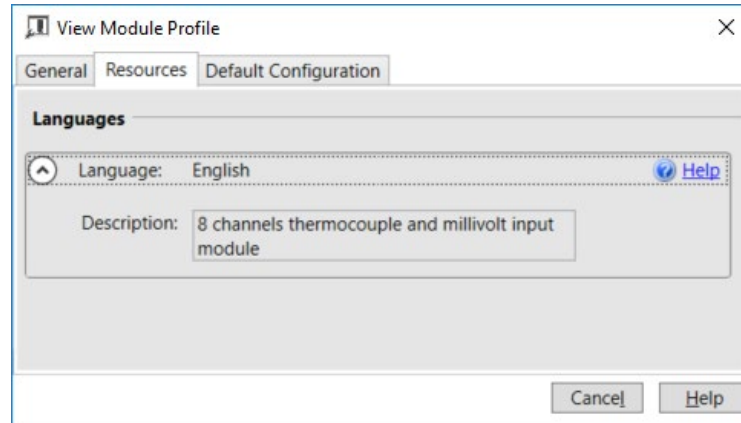 View Module Profile
General Resources Default Configuration
Languages
Language: English Help
Description: 8 channels thermocouple and millivolt input
module
Cancel Help